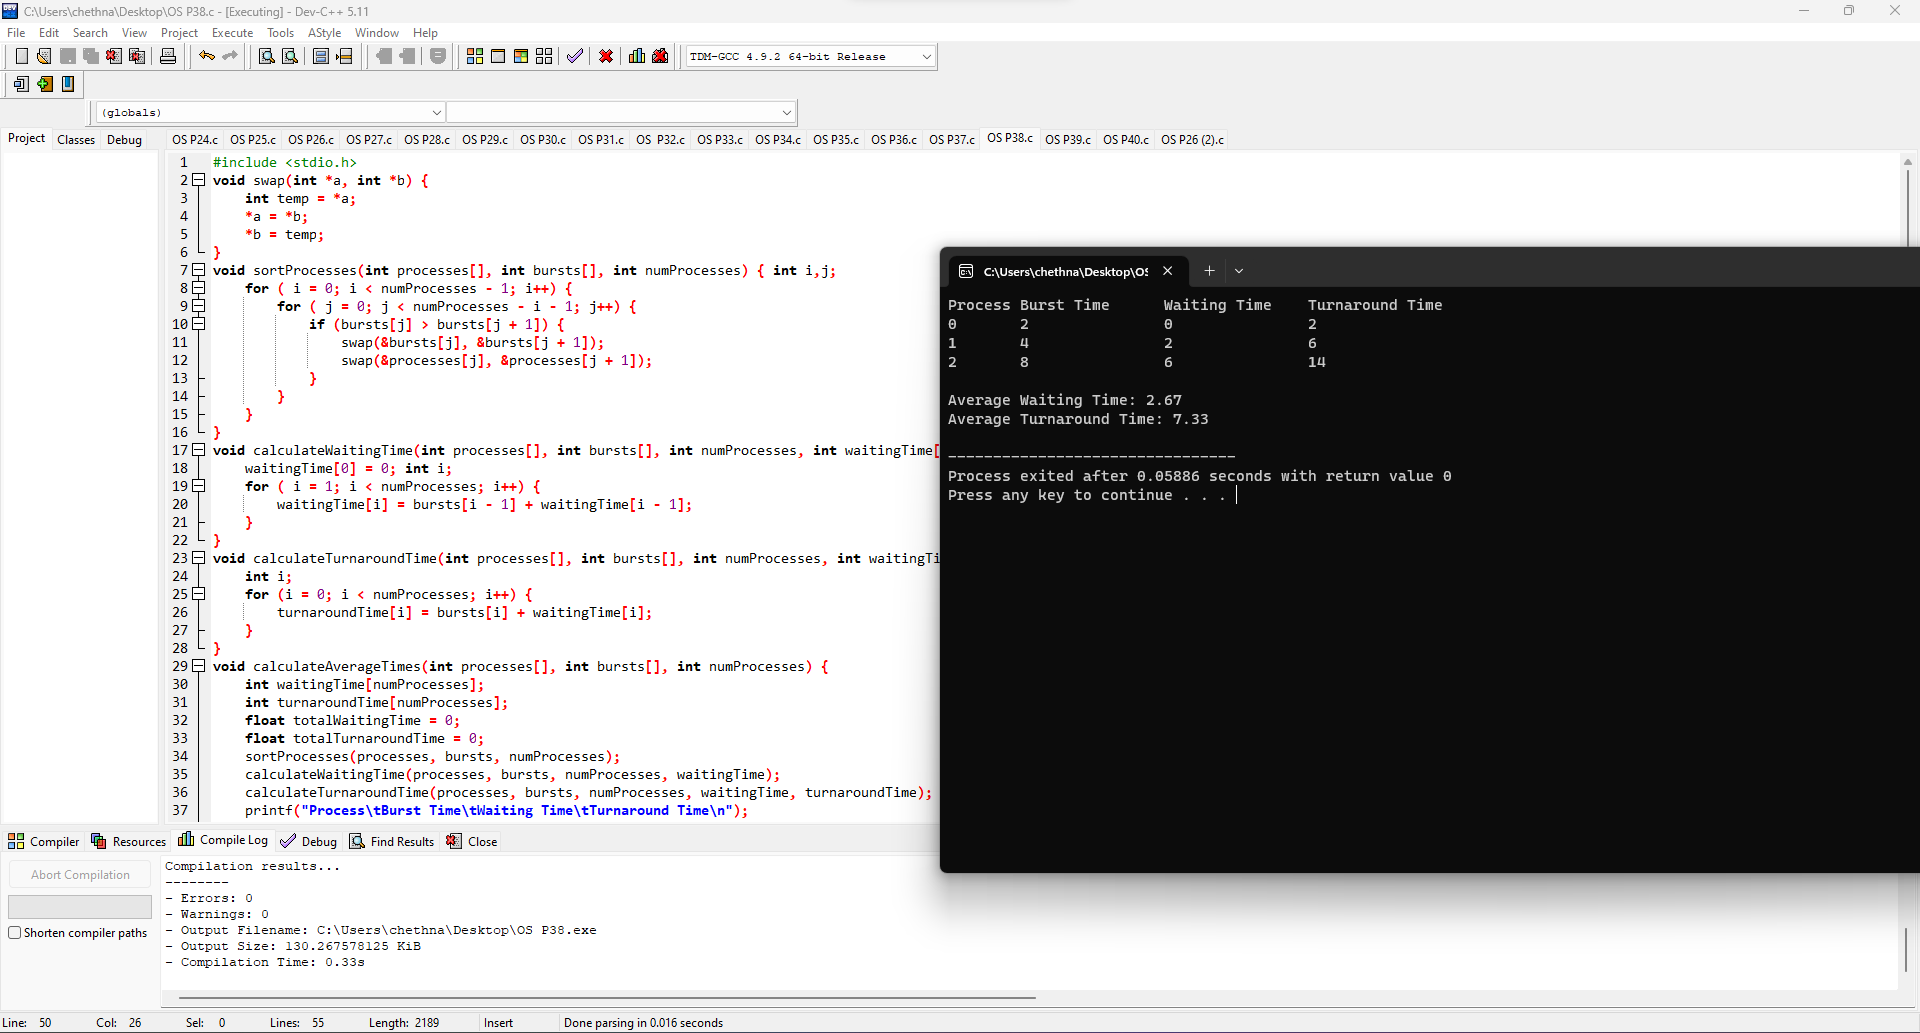 C:\Users\chethna\Desktop\OS P38.c - [Executing] - Dev-C++ 5.11
File Edit Search View Project Execute Tools AStyle Window Help
TDM-GCC 4.9.2 64-bit Release
(globals)
Project Classes Debug
OS P24.c OS P25.c OS P26.c OS P27.c OS P28.c OS P29.c OS P30.c OS P31.c OS P32.c OS P33.c OS P34.c OS P35.c OS P36.c OS P37.c OS P38.c OS P39.c OS P40.c OS P26 (2).c
1 #include <stdio.h>
2 void swap(int *a, int *b) {
3 int temp = *a;
4 *a = *b;
5 *b = temp;
6 }
7 void sortProcesses(int processes[], int bursts[], int numProcesses) { int i,j;
8 for ( i = 0; i < numProcesses - 1; i++) {
9 for ( j = 0; j < numProcesses - i - 1; j++) {
10 if (bursts[j] > bursts[j + 1]) {
11 swap(&bursts[j], &bursts[j + 1]);
12 swap(&processes[j], &processes[j + 1]);
13 }
14 }
15 }
16 }
17 void calculateWaitingTime(int processes[], int bursts[], int numProcesses, int waitingTime[
18 waitingTime[0] = 0; int i;
19 for ( i = 1; i < numProcesses; i++) {
20 waitingTime[i] = bursts[i - 1] + waitingTime[i - 1];
21 }
22 }
23 void calculateTurnaroundTime(int processes[], int bursts[], int numProcesses, int waitingTi
24 int i;
25 for (i = 0; i < numProcesses; i++) {
26 turnaroundTime[i] = bursts[i] + waitingTime[i];
27 }
28 }
29 void calculateAverageTimes(int processes[], int bursts[], int numProcesses) {
30 int waitingTime[numProcesses];
31 int turnaroundTime[numProcesses];
32 float totalWaitingTime = 0;
33 float totalTurnaroundTime = 0;
34 sortProcesses(processes, bursts, numProcesses);
35 calculateWaitingTime(processes, bursts, numProcesses, waitingTime);
36 calculateTurnaroundTime(processes, bursts, numProcesses, waitingTime, turnaroundTime);
37 printf("Process\tBurst Time\tWaiting Time\tTurnaround Time\n");
C:\Users\chethna\Desktop\OS
Process Burst Time Waiting Time Turnaround Time
0 2 0 2
1 4 2 6
2 8 6 14
Average Waiting Time: 2.67
Average Turnaround Time: 7.33
--------------------------------
Process exited after 0.05886 seconds with return value 0
Press any key to continue . . .
Compiler Resources Compile Log Debug Find Results Close
Abort Compilation
Shorten compiler paths
Compilation results...
--------
- Errors: 0
- Warnings: 0
- Output Filename: C:\Users\chethna\Desktop\OS P38.exe
- Output Size: 130.267578125 KiB
- Compilation Time: 0.33s
Line: 50 Col: 26 Sel: 0 Lines: 55 Length: 2189 Insert Done parsing in 0.016 seconds